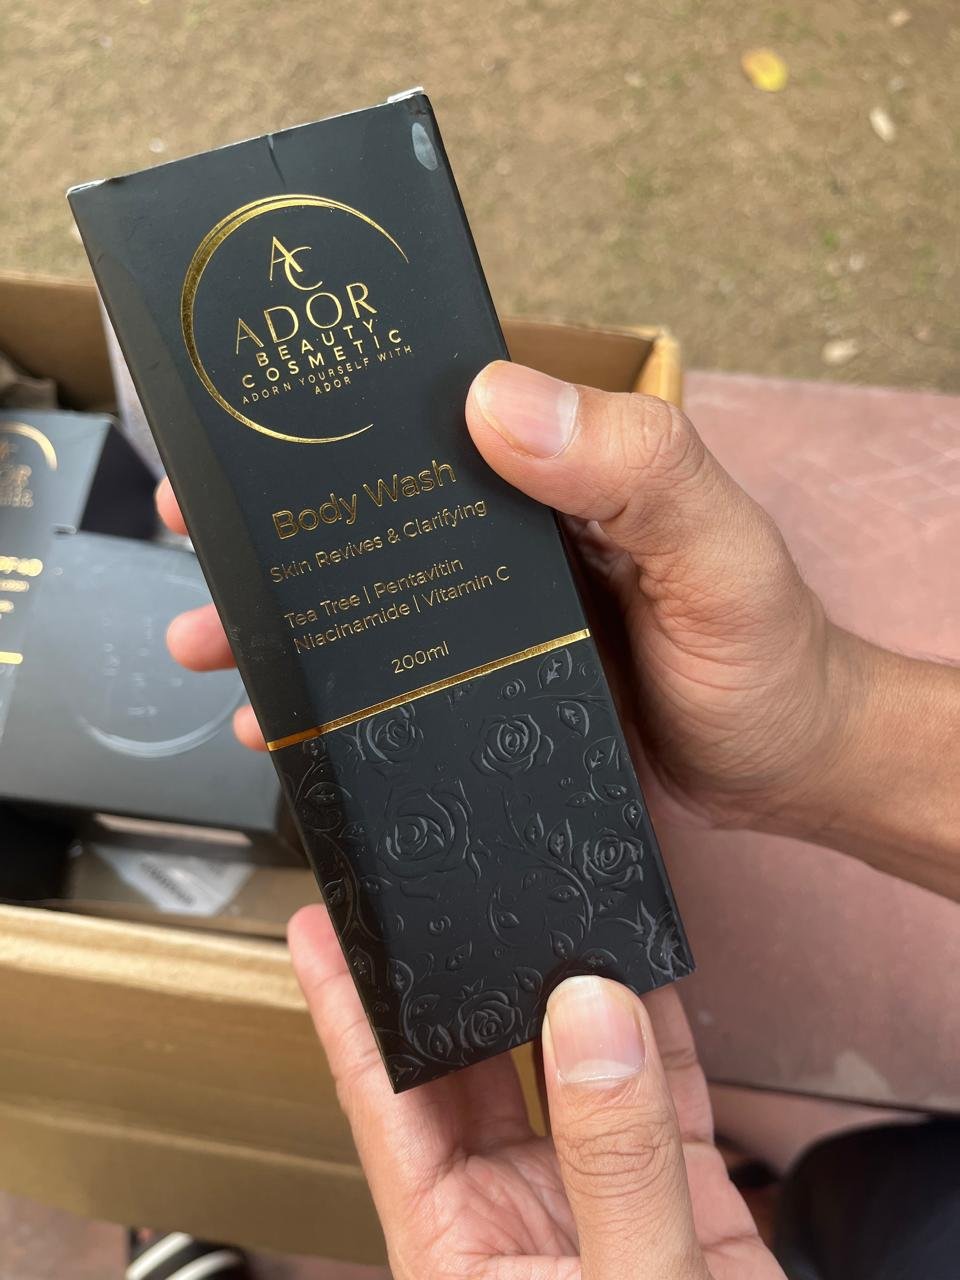 AC
ADOR
BEAUTY
COSMETIC
ADORN YOURSELF WITH
ADOR
Body Wash
Skin Revives & Clarifying
Tea Tree | Pentavitin
Niacinamide | Vitamin C
200ml